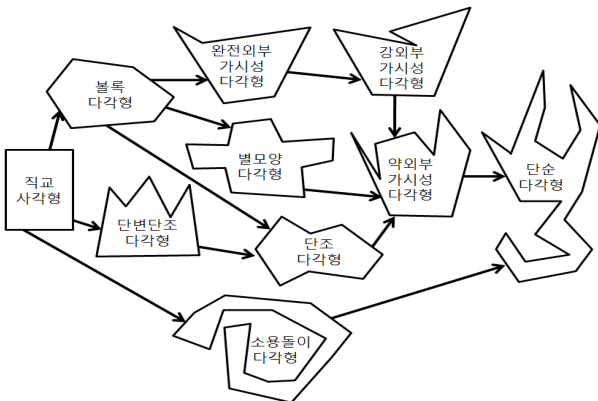 완전외부
가시성
다각형
강외부
가시성
다각형
볼록
다각형
별모양
다각형
약외부
가시성
다각형
단순
다각형
직교
사각형
단변단조
다각형
단조
다각형
소용돌이
다각형